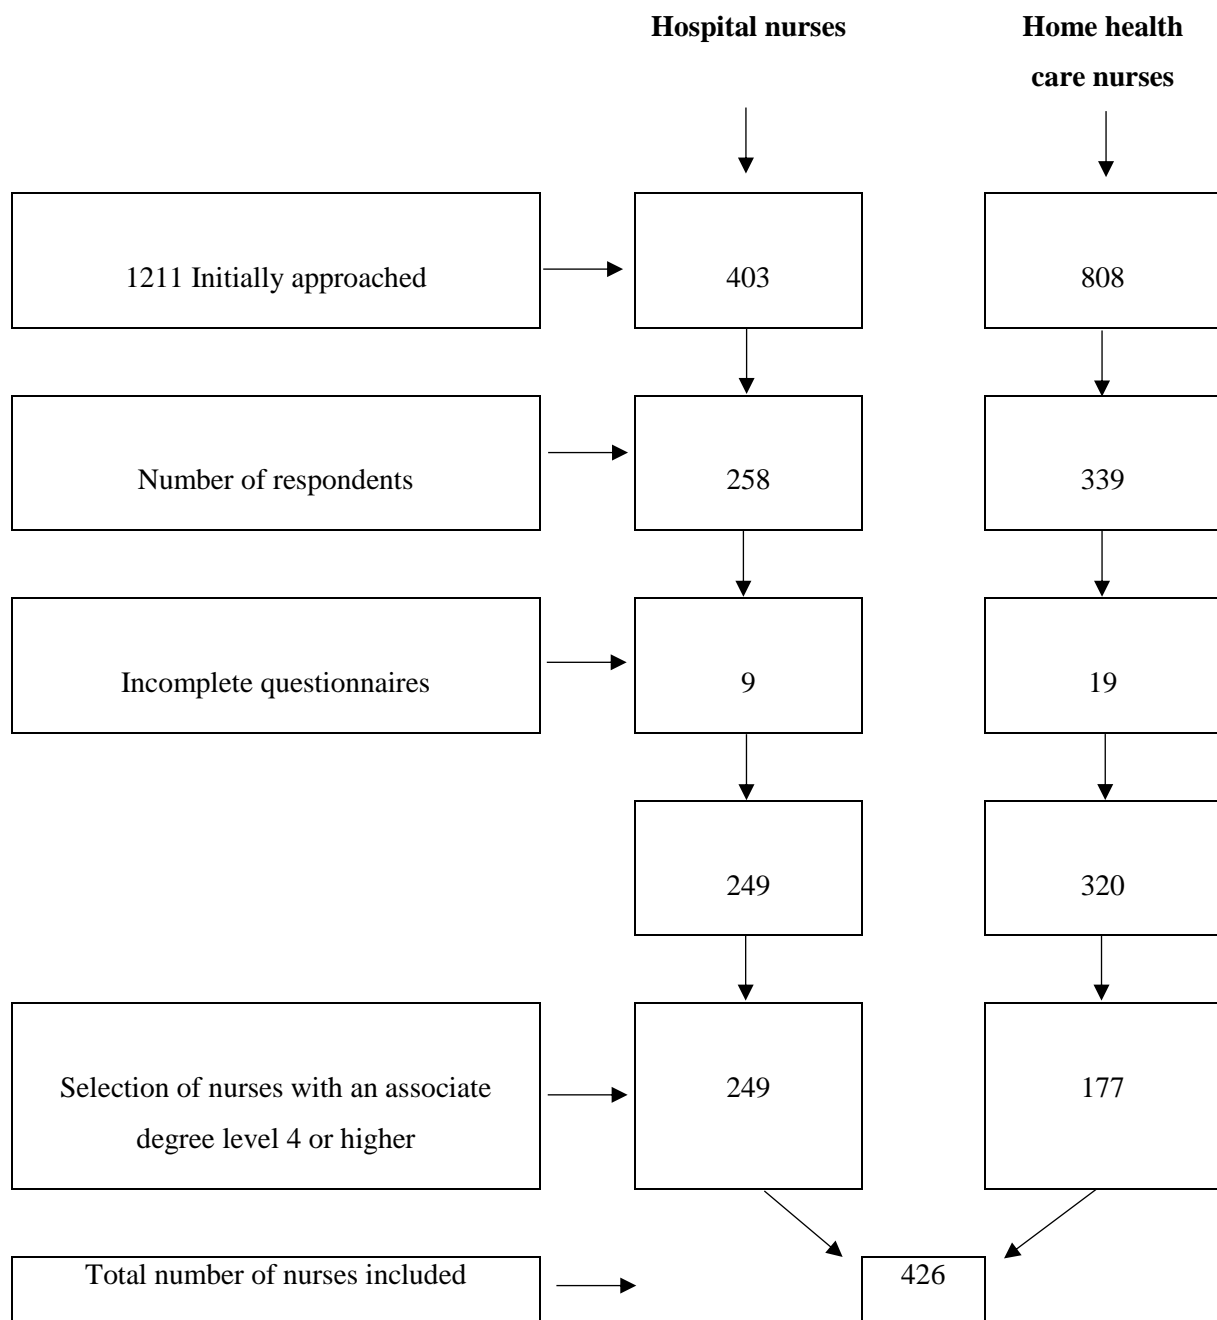 Hospital nurses
Home health
care nurses
1211 Initially approached
403
808
Number of respondents
258
339
Incomplete questionnaires
9
19
249
320
Selection of nurses with an associate
degree level 4 or higher
249
177
Total number of nurses included
426